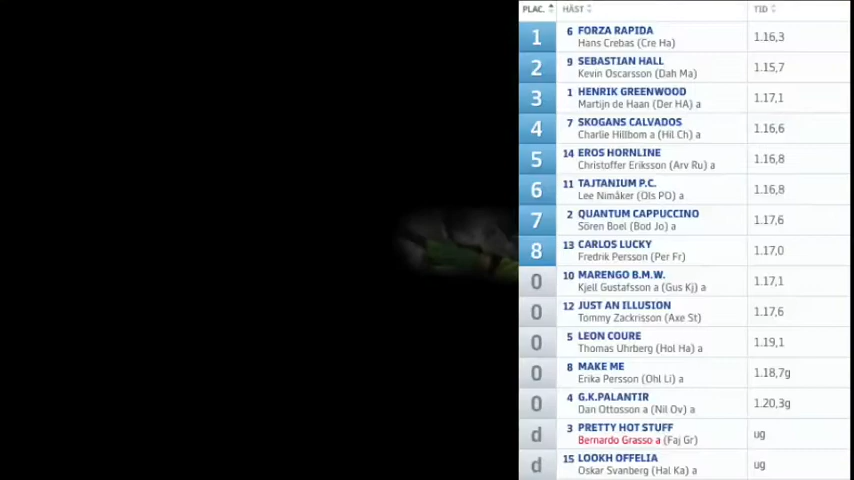 PLAC. HÄST TID
1 6 FORZA RAPIDA 1.16,3
Hans Crebas (Cre Ha)
2 9 SEBASTIAN HALL 1.15,7
Kevin Oscarsson (Dah Ma)
3 1 HENRIK GREENWOOD 1.17,1
Martijn de Haan (Der HA) a
4 7 SKOGANS CALVADOS 1.16,6
Charlie Hillbom a (Hil Ch) a
5 14 EROS HORNLINE 1.16,8
Christoffer Eriksson (Arv Ru) a
6 11 TAJTANIUM P.C. 1.16,8
Lee Nimåker (Ols PO) a
7 2 QUANTUM CAPPUCCINO 1.17,6
Sören Boel (Bod Jo) a
8 13 CARLOS LUCKY 1.17,0
Fredrik Persson (Per Fr)
0 10 MARENGO B.M.W. 1.17,1
Kjell Gustafsson a (Gus Kj) a
0 12 JUST AN ILLUSION 1.17,6
Tommy Zackrisson (Axe St)
0 5 LEON COURE 1.19,1
Thomas Uhrberg (Hol Ha) a
0 8 MAKE ME 1.18,7g
Erika Persson (Ohl Li) a
0 4 G.K.PALANTIR 1.20,3g
Dan Ottosson a (Nil Ov) a
d 3 PRETTY HOT STUFF ug
Bernardo Grasso a (Faj Gr)
d 15 LOOKH OFFELIA ug
Oskar Svanberg (Hal Ka) a